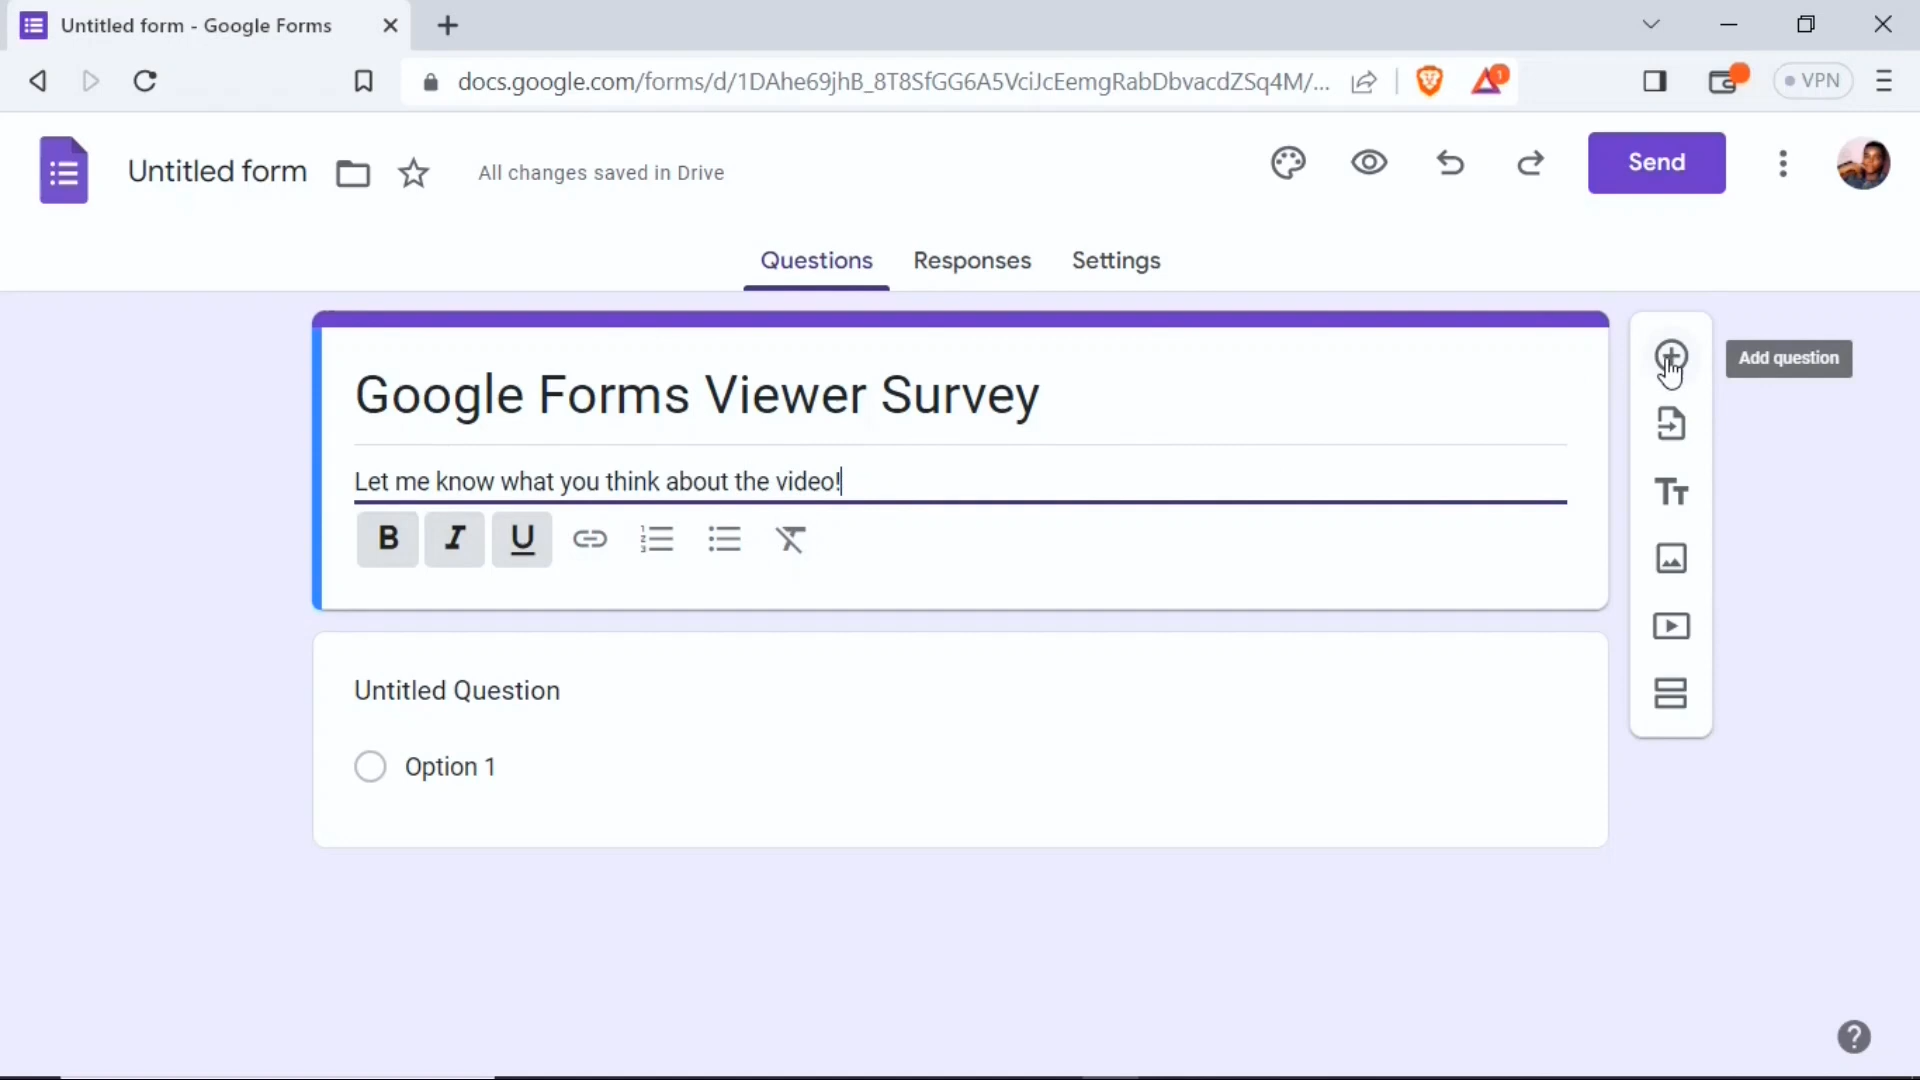 Untitled form - Google Forms
docs.google.com/forms/d/1DAhe69jhB_8T8SfGG6A5VciJcEemgRabDbvacdZSq4M/...
1
VPN
Untitled form
All changes saved in Drive
Send
Questions Responses Settings
Add question
Google Forms Viewer Survey
Let me know what you think about the video!
B I U
Tт
Untitled Question
Option 1